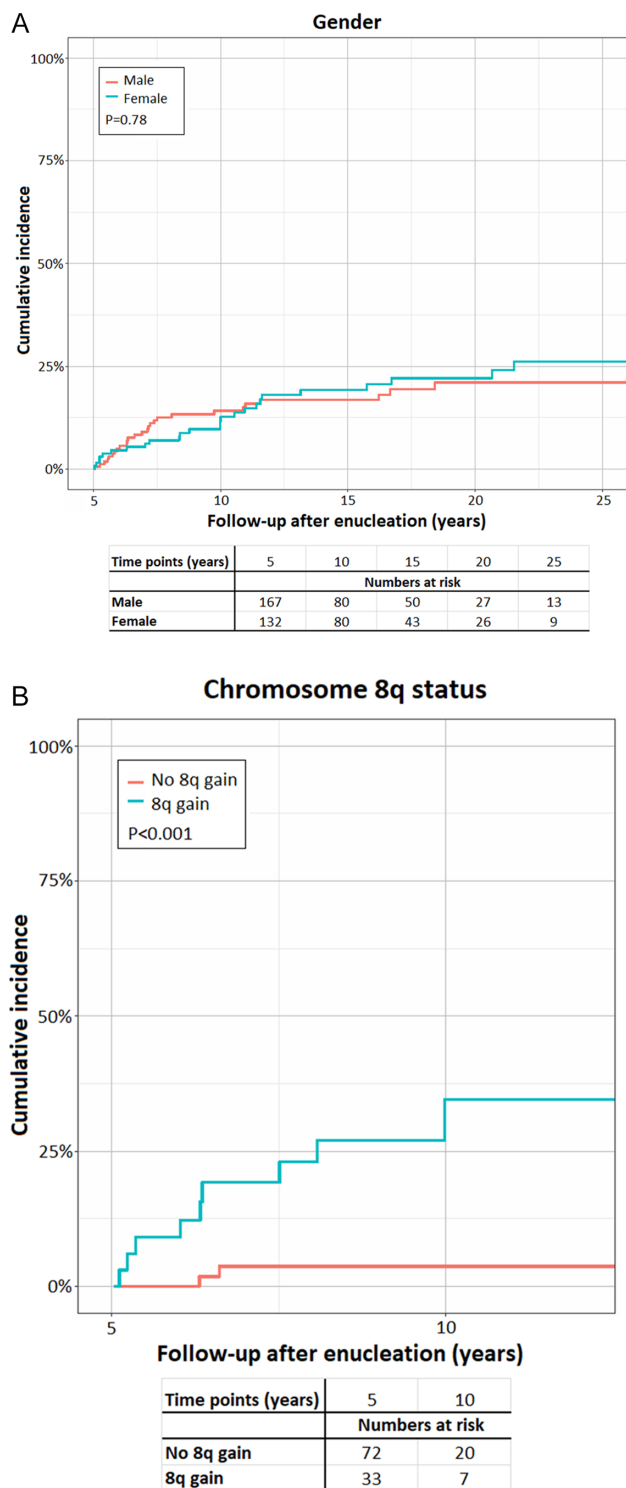 A
Gender
100%
Male
Female
P=0.78
75%
50%
25%
0%
Cumulative incidence
5 10 15 20 25
Follow-up after enucleation (years)
Time points (years) 5 10 15 20 25
Numbers at risk
Male 167 80 50 27 13
Female 132 80 43 26 9
B
Chromosome 8q status
100%
No 8q gain
8q gain
P<0.001
75%
50%
25%
0%
Cumulative incidence
5 10
Follow-up after enucleation (years)
Time points (years) 5 10
Numbers at risk
No 8q gain 72 20
8q gain 33 7